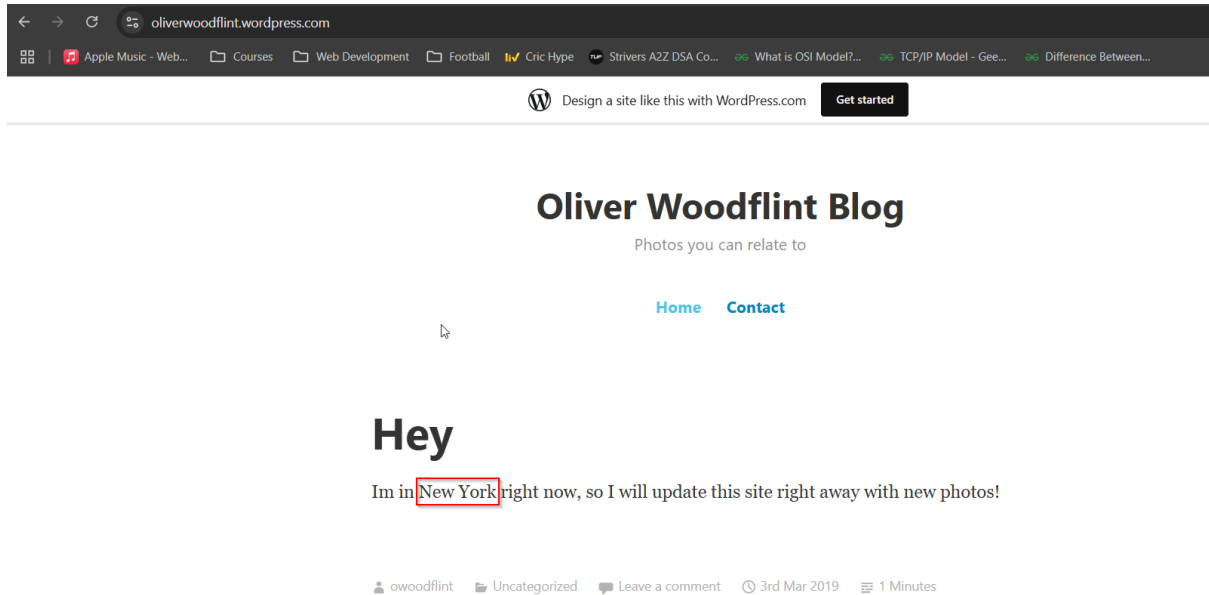 oliverwoodflint.wordpress.com
Apple Music - Web... Courses Web Development Football liv Cric Hype TUF Strivers A2Z DSA Co... What is OSI Model?... TCP/IP Model - Gee... Difference Between...
Design a site like this with WordPress.com Get started
Oliver Woodflint Blog
Photos you can relate to
Home Contact
Hey
Im in New York right now, so I will update this site right away with new photos!
owoodflint Uncategorized Leave a comment 3rd Mar 2019 1 Minutes